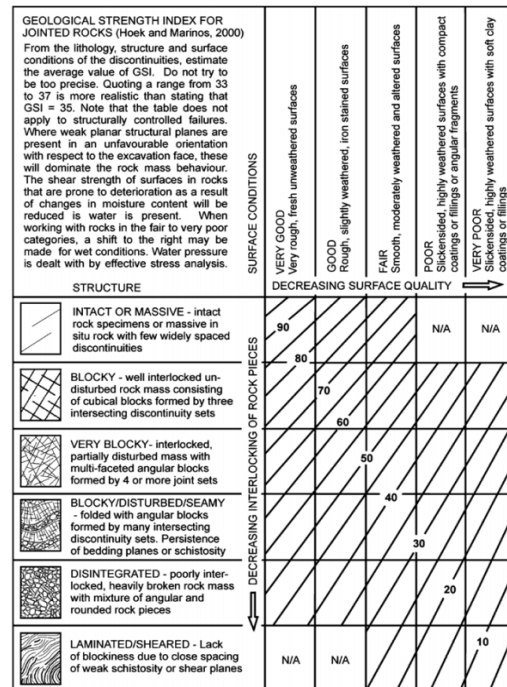 GEOLOGICAL STRENGTH INDEX FOR
JOINTED ROCKS (Hoek and Marinos, 2000)
From the lithology, structure and surface
conditions of the discontinuities, estimate
the average value of GSI. Do not try to
be too precise. Quoting a range from 33
to 37 is more realistic than stating that
GSI = 35. Note that the table does not
apply to structurally controlled failures.
Where weak planar structural planes are
present in an unfavourable orientation
with respect to the excavation face, these
will dominate the rock mass behaviour.
The shear strength of surfaces in rocks
that are prone to deterioration as a result
of changes in moisture content will be
reduced is water is present. When
working with rocks in the fair to very poor
categories, a shift to the right may be
made for wet conditions. Water pressure
is dealt with by effective stress analysis.
STRUCTURE
SURFACE CONDITIONS
VERY GOOD
Very rough, fresh unweathered surfaces
GOOD
Rough, slightly weathered, iron stained surfaces
FAIR
Smooth, moderately weathered and altered surfaces
POOR
Slickensided, highly weathered surfaces with compact
coatings or fillings or angular fragments
VERY POOR
Slickensided, highly weathered surfaces with soft clay
coatings or fillings
DECREASING SURFACE QUALITY
DECREASING INTERLOCKING OF ROCK PIECES
INTACT OR MASSIVE - intact
rock specimens or massive in
situ rock with few widely spaced
discontinuities
90
80
N/A
N/A
BLOCKY - well interlocked un-
disturbed rock mass consisting
of cubical blocks formed by three
intersecting discontinuity sets
70
60
VERY BLOCKY- interlocked,
partially disturbed mass with
multi-faceted angular blocks
formed by 4 or more joint sets
50
BLOCKY/DISTURBED/SEAMY
- folded with angular blocks
formed by many intersecting
discontinuity sets. Persistence
of bedding planes or schistosity
40
30
DISINTEGRATED - poorly inter-
locked, heavily broken rock mass
with mixture of angular and
rounded rock pieces
20
LAMINATED/SHEARED - Lack
of blockiness due to close spacing
of weak schistosity or shear planes
N/A
N/A
10